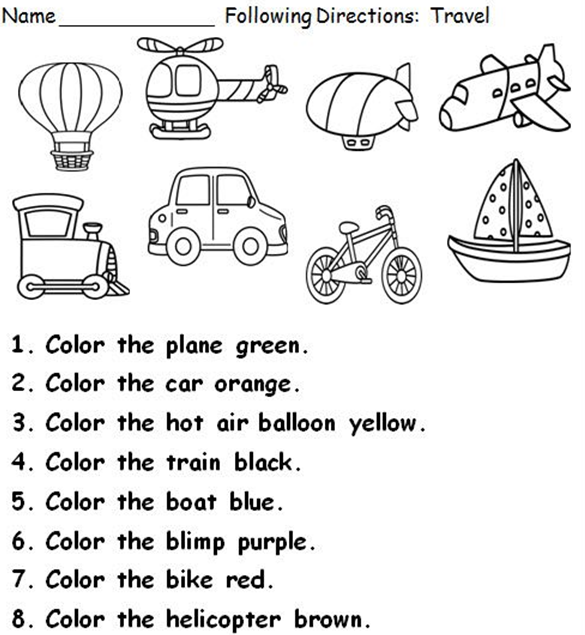 Name_______________ Following Directions: Travel
1. Color the plane green.
2. Color the car orange.
3. Color the hot air balloon yellow.
4. Color the train black.
5. Color the boat blue.
6. Color the blimp purple.
7. Color the bike red.
8. Color the helicopter brown.